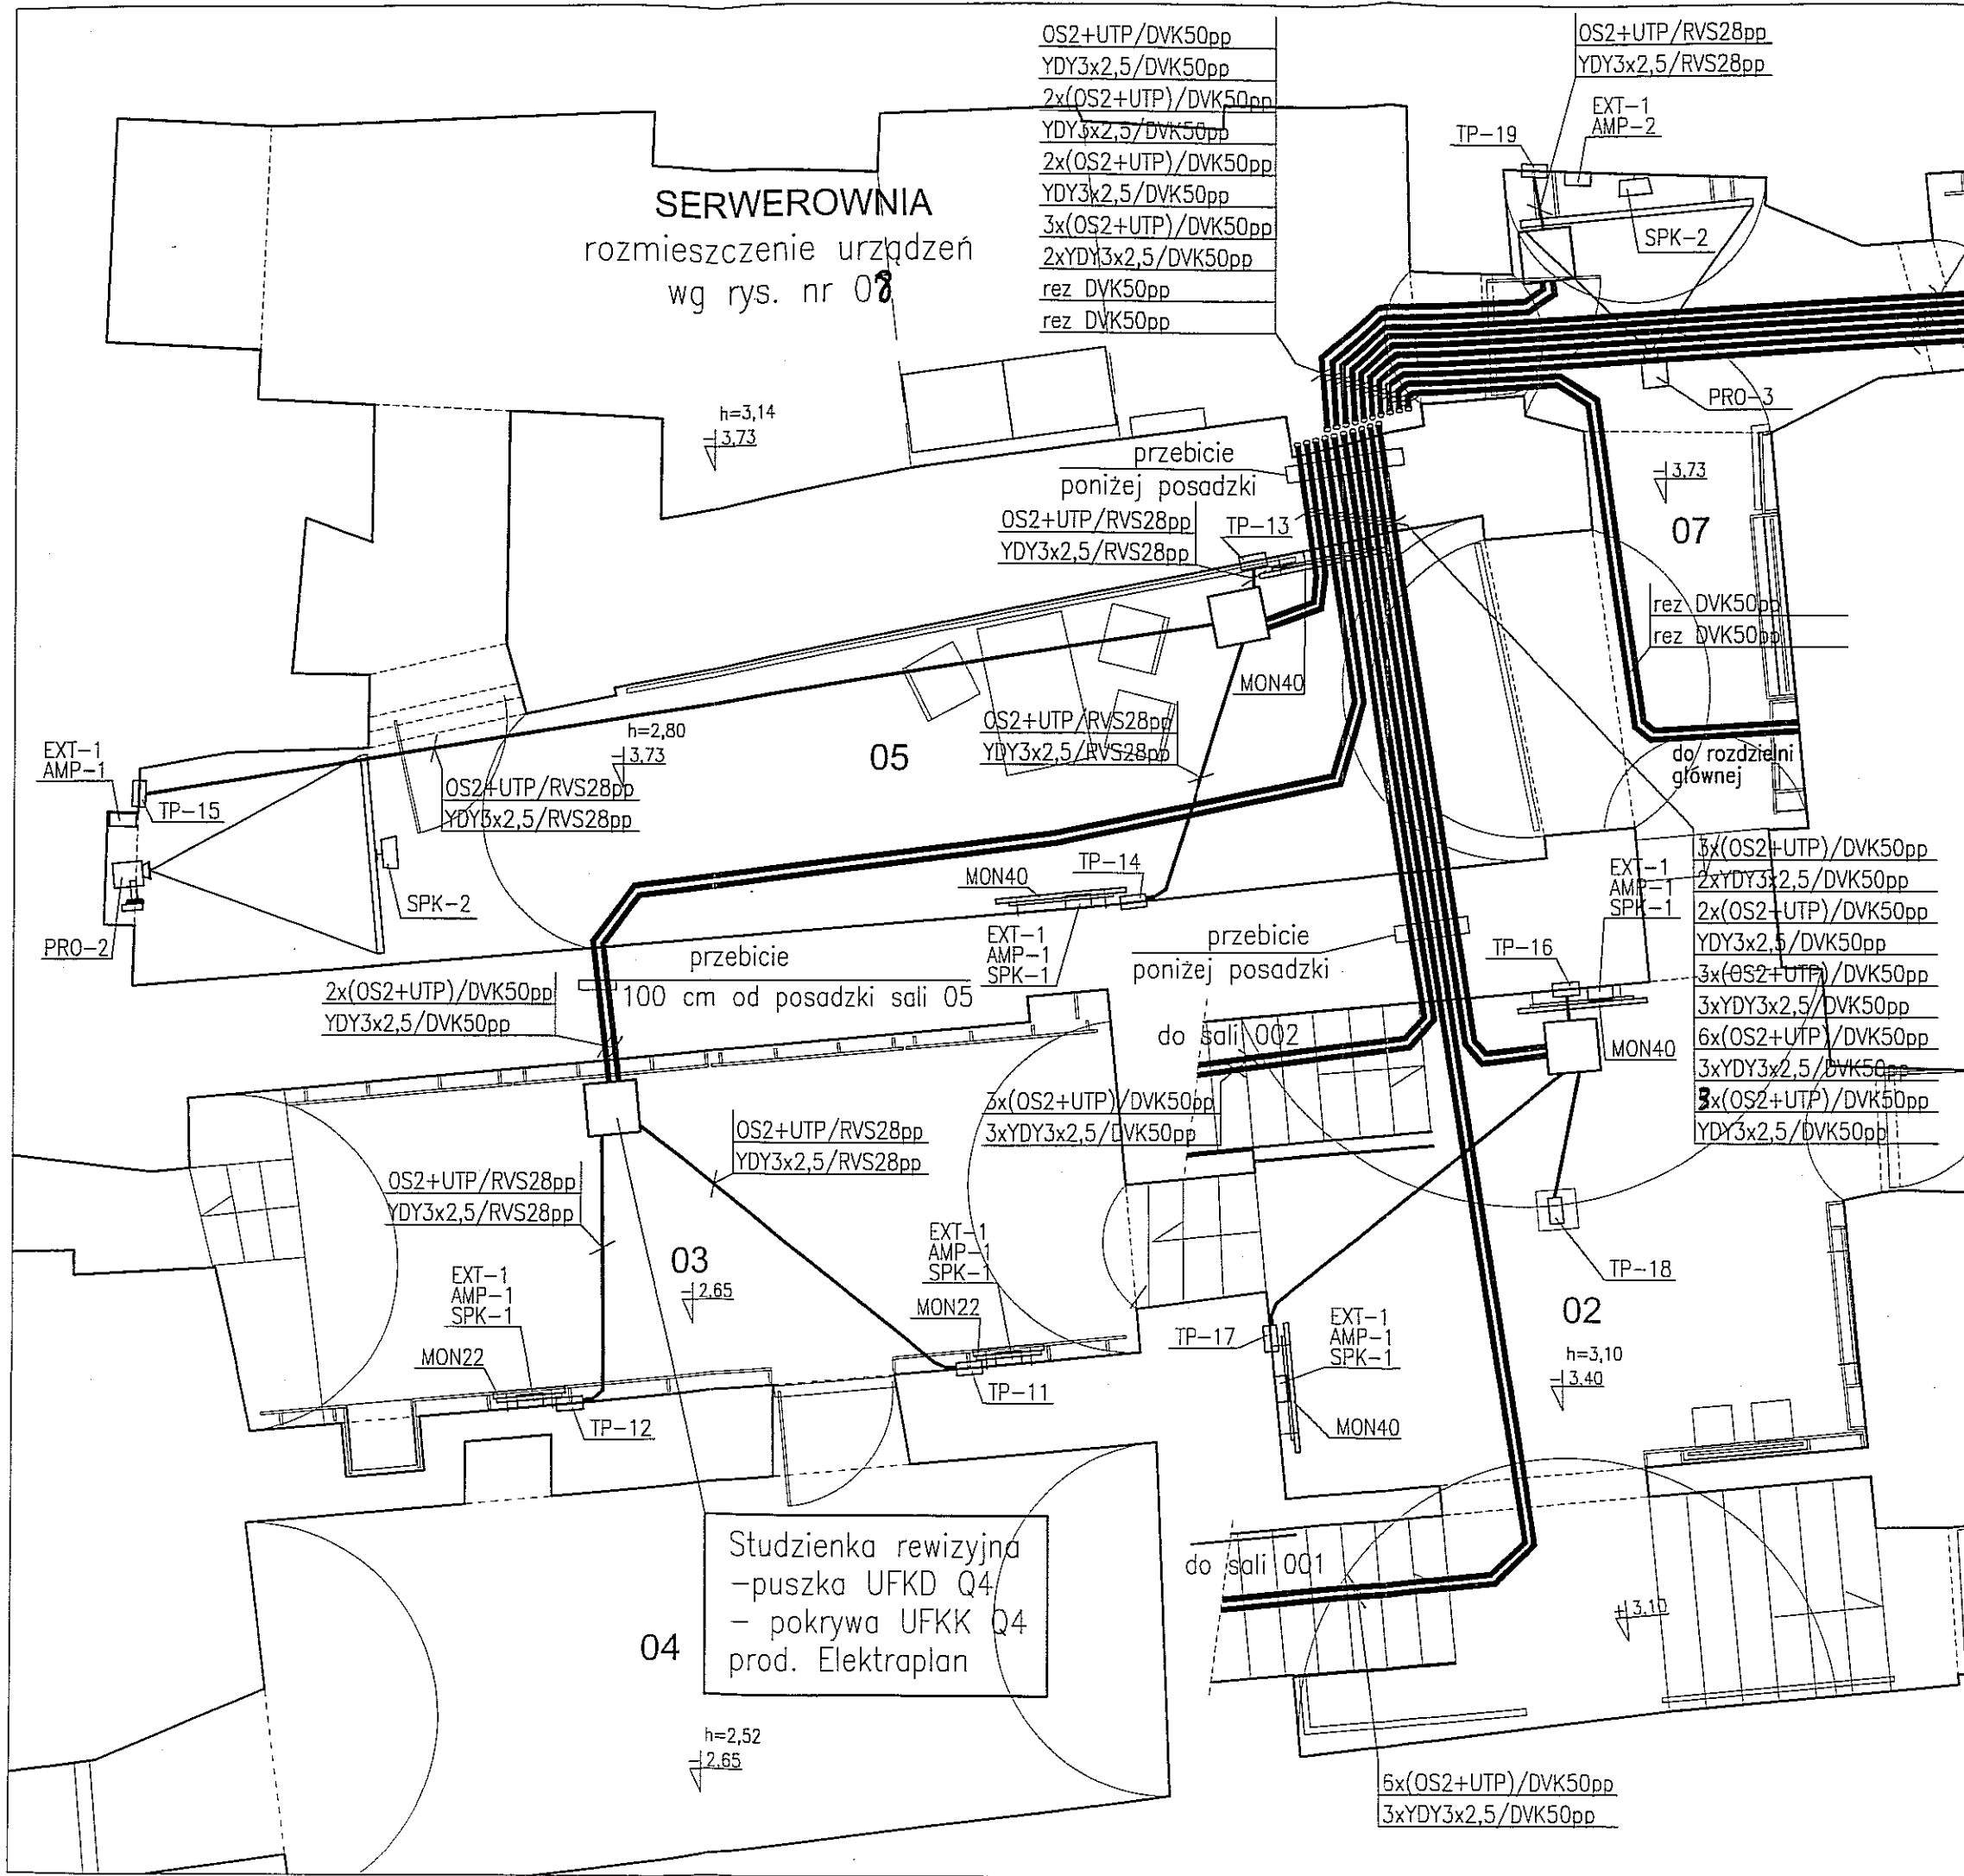 OS2+UTP/DVK50pp
YDY3x2,5/DVK50pp
2x(OS2+UTP)/DVK50pp
YDY3x2,5/DVK50pp
2x(OS2+UTP)/DVK50pp
YDY3x2,5/DVK50pp
3x(OS2+UTP)/DVK50pp
2xYDY3x2,5/DVK50pp
rez DVK50pp
rez DVK50pp
OS2+UTP/RVS28pp
YDY3x2,5/RVS28pp
EXT-1
AMP-2
TP-19
SPK-2
SERWEROWNIA
rozmieszczenie urządzeń
wg rys. nr 08
PRO-3
h=3,14
-3,73
przebicie
poniżej posadzki
-3,73
07
OS2+UTP/RVS28pp
YDY3x2,5/RVS28pp
TP-13
rez DVK50pp
rez DVK50pp
MON40
OS2+UTP/RVS28pp
YDY3x2,5/RVS28pp
h=2,80
-3,73
05
do rozdzielni
głównej
EXT-1
AMP-1
TP-15
OS2+UTP/RVS28pp
YDY3x2,5/RVS28pp
SPK-2
PRO-2
MON40
TP-14
EXT-1
AMP-1
SPK-1
EXT-1
AMP-1
SPK-1
3x(OS2+UTP)/DVK50pp
2xYDY3x2,5/DVK50pp
2x(OS2+UTP)/DVK50pp
YDY3x2,5/DVK50pp
3x(OS2+UTP)/DVK50pp
3xYDY3x2,5/DVK50pp
6x(OS2+UTP)/DVK50pp
3xYDY3x2,5/DVK50pp
3x(OS2+UTP)/DVK50pp
YDY3x2,5/DVK50pp
przebicie
poniżej posadzki
TP-16
MON40
przebicie
100 cm od posadzki sali 05
2x(OS2+UTP)/DVK50pp
YDY3x2,5/DVK50pp
do sali 002
3x(OS2+UTP)/DVK50pp
3xYDY3x2,5/DVK50pp
OS2+UTP/RVS28pp
YDY3x2,5/RVS28pp
OS2+UTP/RVS28pp
YDY3x2,5/RVS28pp
03
-2,65
EXT-1
AMP-1
SPK-1
MON22
EXT-1
AMP-1
SPK-1
MON22
TP-11
TP-12
TP-18
02
TP-17
EXT-1
AMP-1
SPK-1
MON40
h=3,10
-3,40
Studzienka rewizyjna
-puszka UFKD Q4
- pokrywa UFKK Q4
prod. Elektraplan
do sali 001
-3,10
04
h=2,52
-2,65
6x(OS2+UTP)/DVK50pp
3xYDY3x2,5/DVK50pp